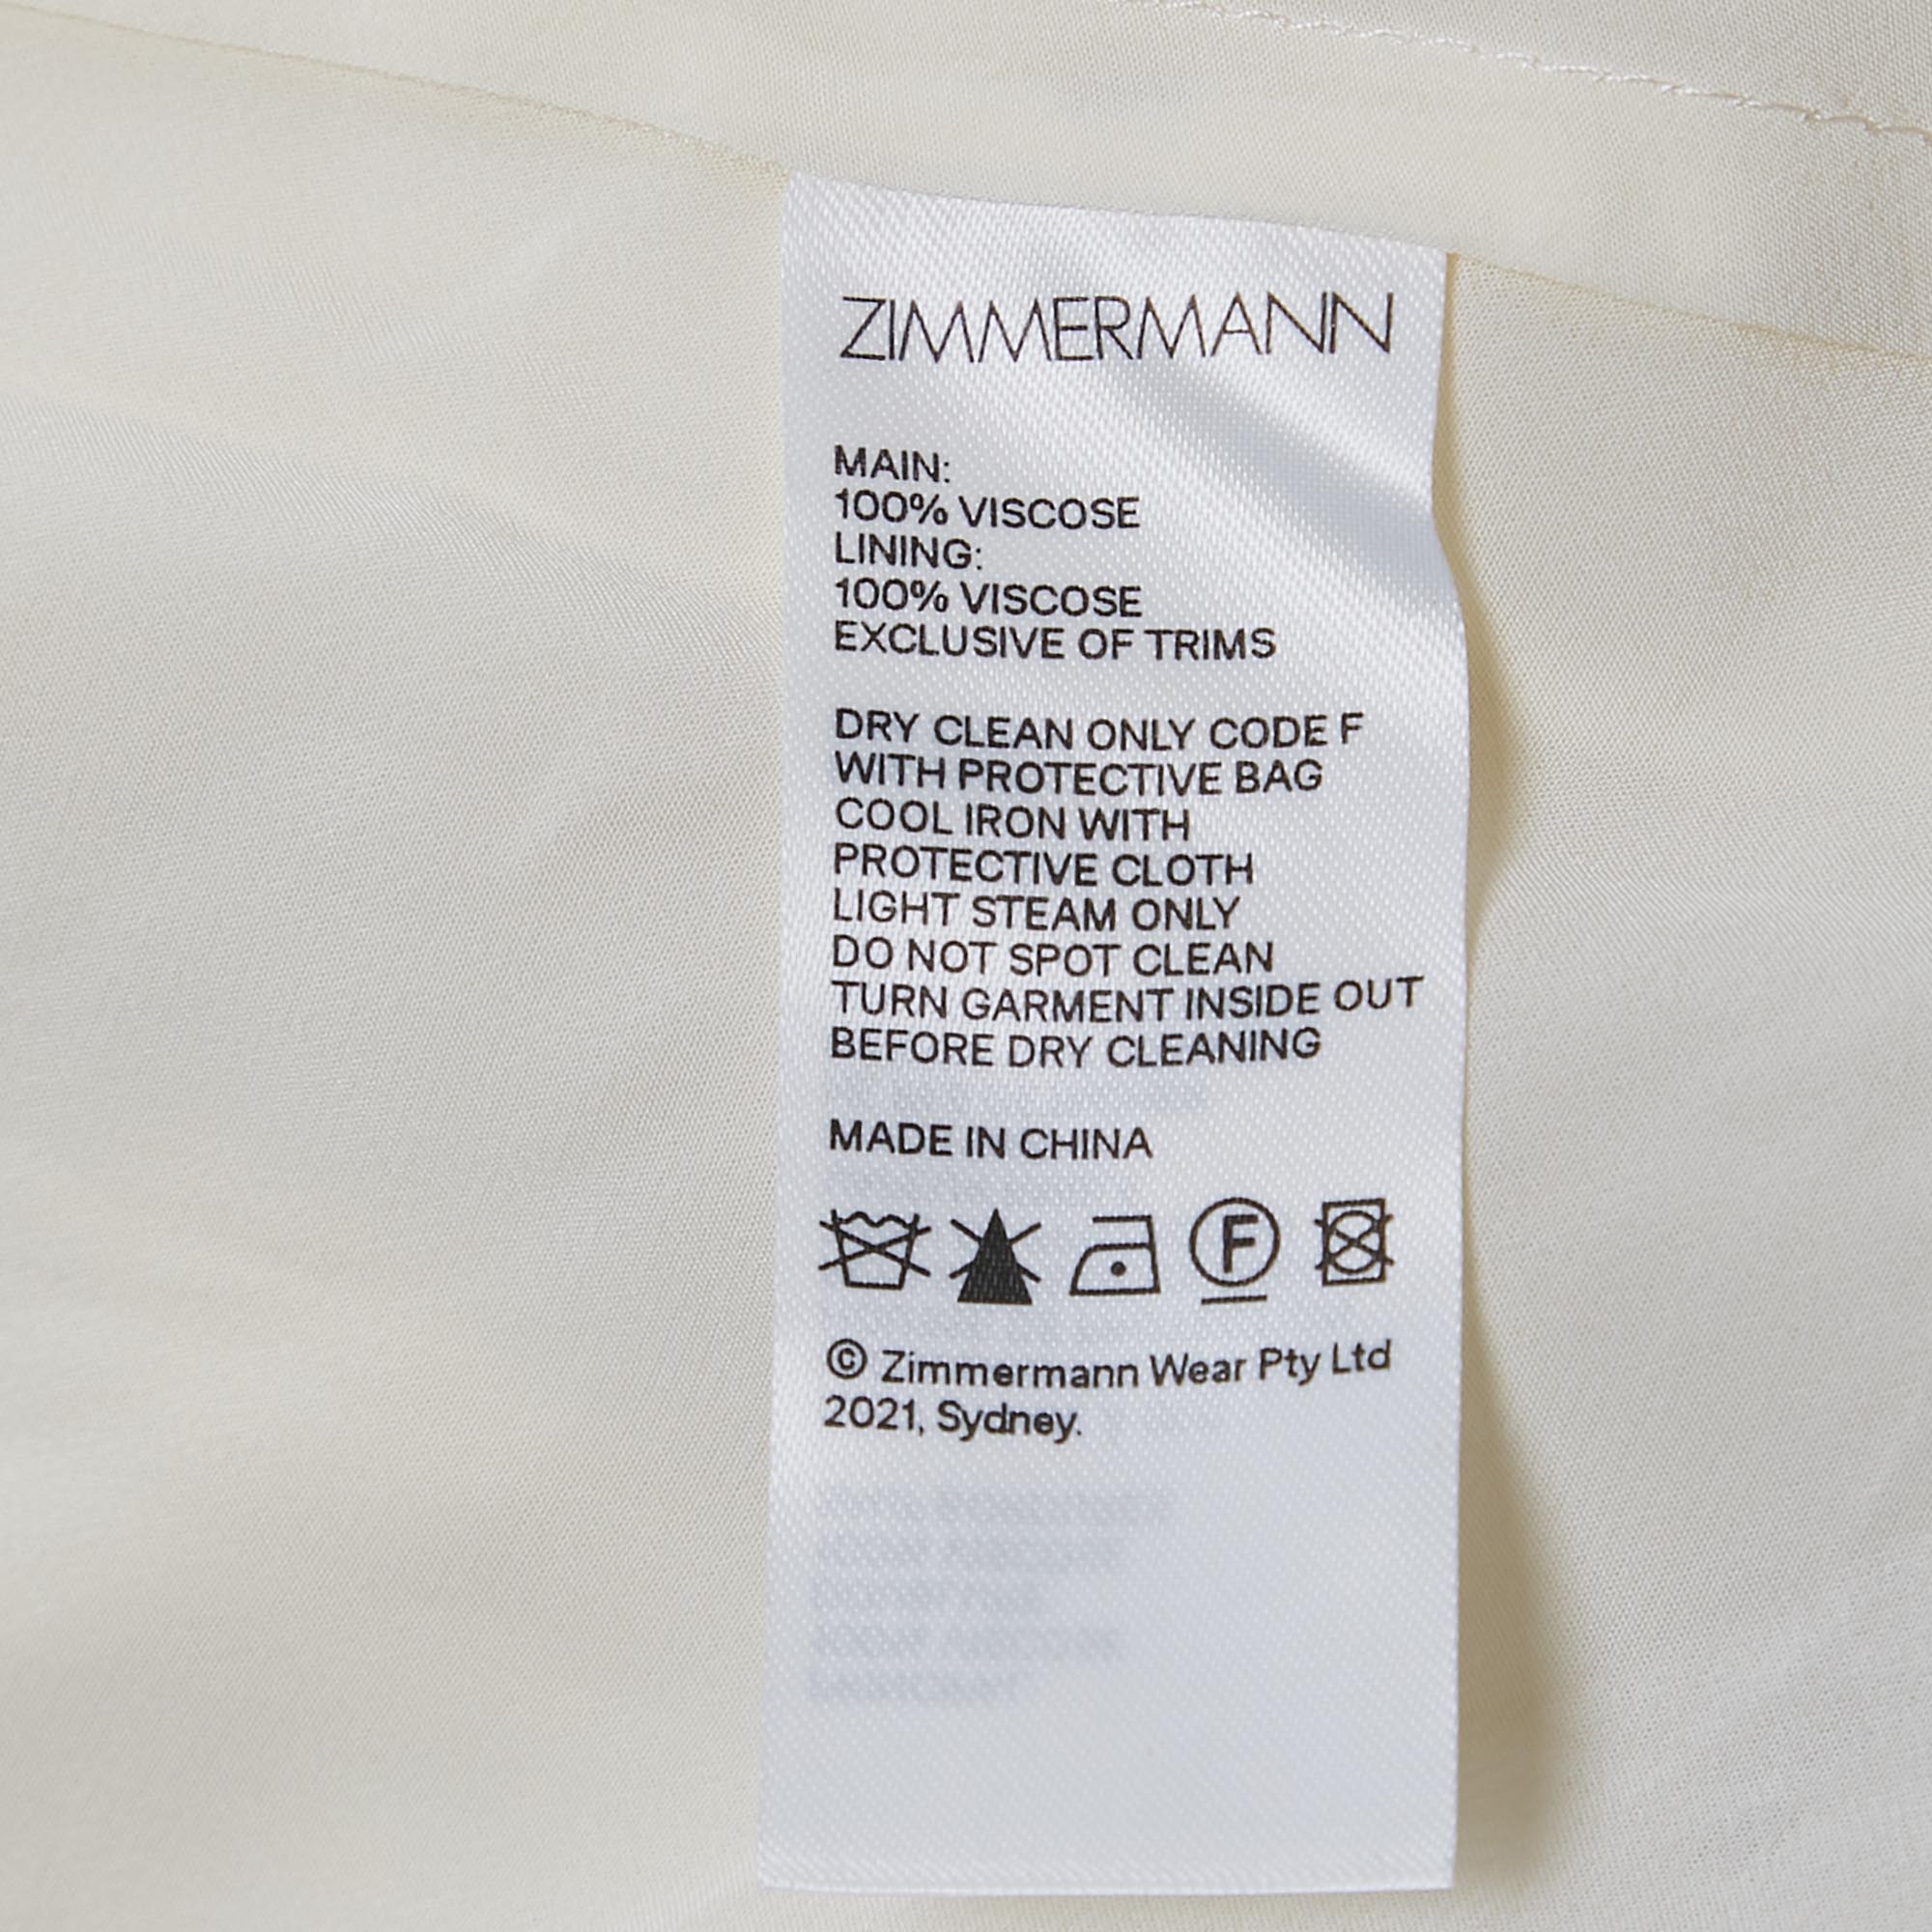 ZIMMERMANN
MAIN:
100% VISCOSE
LINING:
100% VISCOSE
EXCLUSIVE OF TRIMS
DRY CLEAN ONLY CODE F
WITH PROTECTIVE BAG
COOL IRON WITH
PROTECTIVE CLOTH
LIGHT STEAM ONLY
DO NOT SPOT CLEAN
TURN GARMENT INSIDE OUT
BEFORE DRY CLEANING
MADE IN CHINA
F
© Zimmermann Wear Pty Ltd
2021, Sydney.